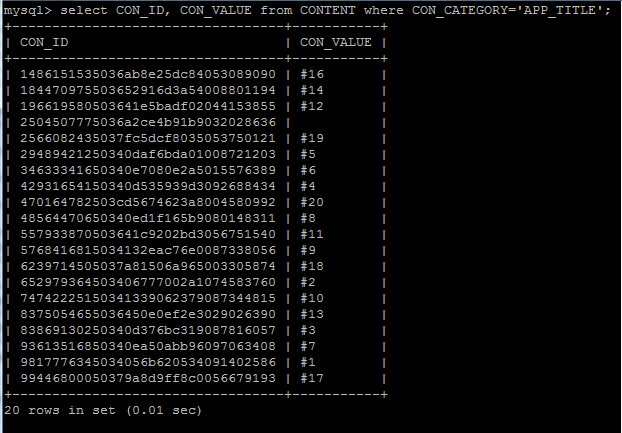 mysql> select CON_ID, CON_VALUE from CONTENT where CON_CATEGORY='APP_TITLE';
+----------------------------------+-----------+
| CON_ID                           | CON_VALUE |
+----------------------------------+-----------+
| 1486151535036ab8e25dc84053089090 | #16       |
| 184470975503652916d3a54008801194 | #14       |
| 196619580503641e5badf02044153855 | #12       |
| 2504507775036a2ce4b91b9032028636 |           |
| 2566082435037fc5dcf8035053750121 | #19       |
| 29489421250340daf6bda01008721203 | #5        |
| 34633341650340e7080e2a5015576389 | #6        |
| 42931654150340d535939d3092688434 | #4        |
| 470164782503cd5674623a8004580992 | #20       |
| 48564470650340ed1f165b9080148311 | #8        |
| 557933870503641c9202bd3056751540 | #11       |
| 5768416815034132eac76e0087338056 | #9        |
| 6239714505037a81506a965003305874 | #18       |
| 652979364503406777002a1074583760 | #2        |
| 74742225150341339062379087344815 | #10       |
| 8375054655036450e0ef2e3029026390 | #13       |
| 83869130250340d376bc319087816057 | #3        |
| 93613516850340ea50abb96097063408 | #7        |
| 9817776345034056b620534091402586 | #1        |
| 99446800050379a8d9ff8c0056679193 | #17       |
+----------------------------------+-----------+
20 rows in set (0.01 sec)